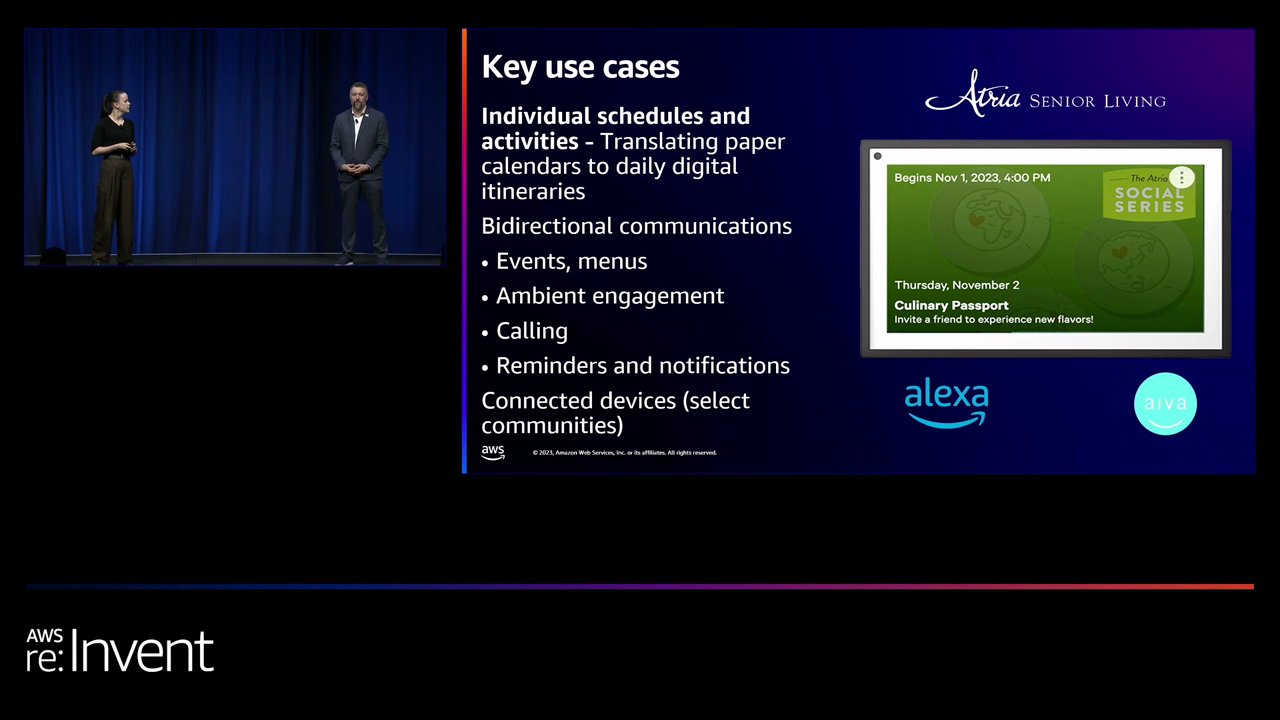 Key use cases
Individual schedules and
activities - Translating paper
calendars to daily digital
itineraries
Bidirectional communications
• Events, menus
• Ambient engagement
• Calling
• Reminders and notifications
Connected devices (select
communities)
aws
© 2023, Amazon Web Services, Inc. or its affiliates. All rights reserved.
Atria SENIOR LIVING
Begins Nov 1, 2023, 4:00 PM
The Atria
SOCIAL
SERIES
Thursday, November 2
Culinary Passport
Invite a friend to experience new flavors!
alexa
aiva
AWS
re:Invent